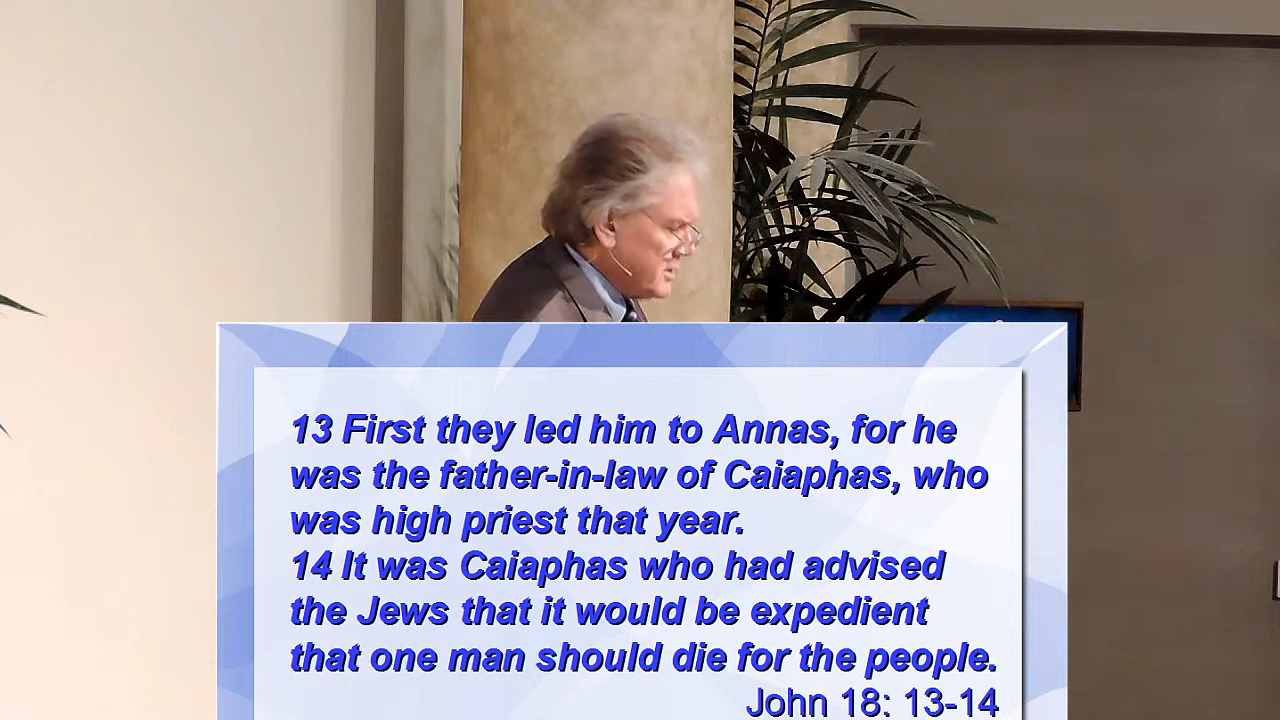 13 First they led him to Annas, for he
was the father-in-law of Caiaphas, who
was high priest that year.
14 It was Caiaphas who had advised
the Jews that it would be expedient
that one man should die for the people.
John 18: 13-14